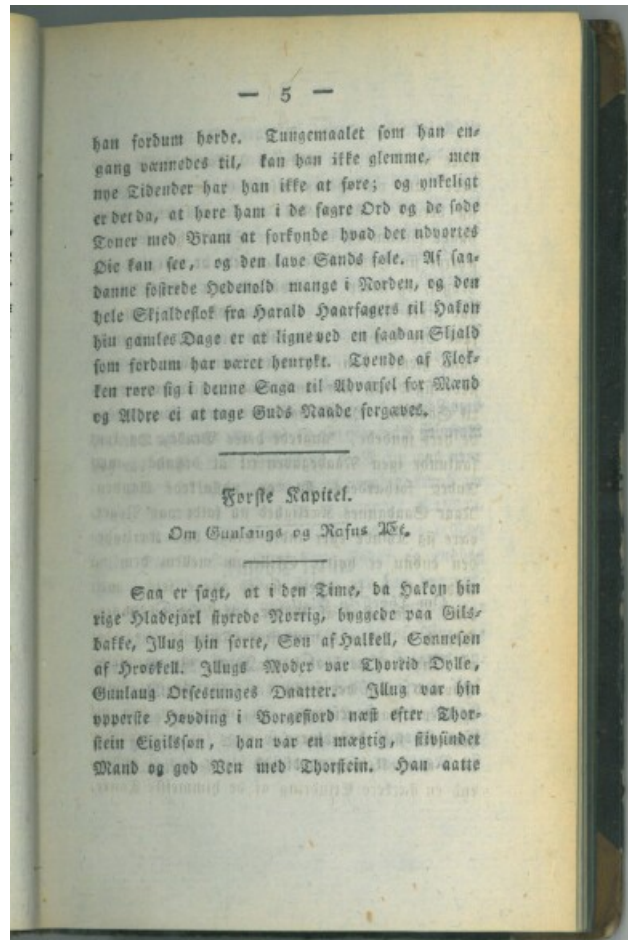 — 5 —
han fordum hørde. Tungemaalet som han en-
gang vænnedes til, kan han ikke glemme, men
nye Tidender har han ikke at føre; og ynkeligt
er det da, at høre ham i de fagre Ord og de søde
Toner med Bram at forkynde hvad det udvortes
Øie kan see, og den lave Sands føle. Af saa-
danne fostrede Hedenold mange i Norden, og den
hele Skjaldeflok fra Harald Haarfagers til Hakon
hin gamles Dage er at ligne ved en saadan Skjald
som fordum har været henrykt. Tvende af Flok-
ken røre sig i denne Saga til Advarsel for Mænd
og Aldre ei at tage Guds Naade forgæves.
Første Kapitel.
Om Gunlaugs og Rafns Æt.
Saa er sagt, at i den Time, da Hakon hin
rige Hladejarl styrede Norrig, byggede paa Gils-
bakke, Illug hin sorte, Søn af Halkell, Sønnesøn
af Hroskell. Illugs Moder var Thorrid Dylle,
Gunlaug Ormstunges Daatter. Illug var hin
ypperste Høvding i Borgefiord næst efter Thor-
stein Eigilssøn, han var en mægtig, stivsindet
Mand og god Ven med Thorstein. Han aatte